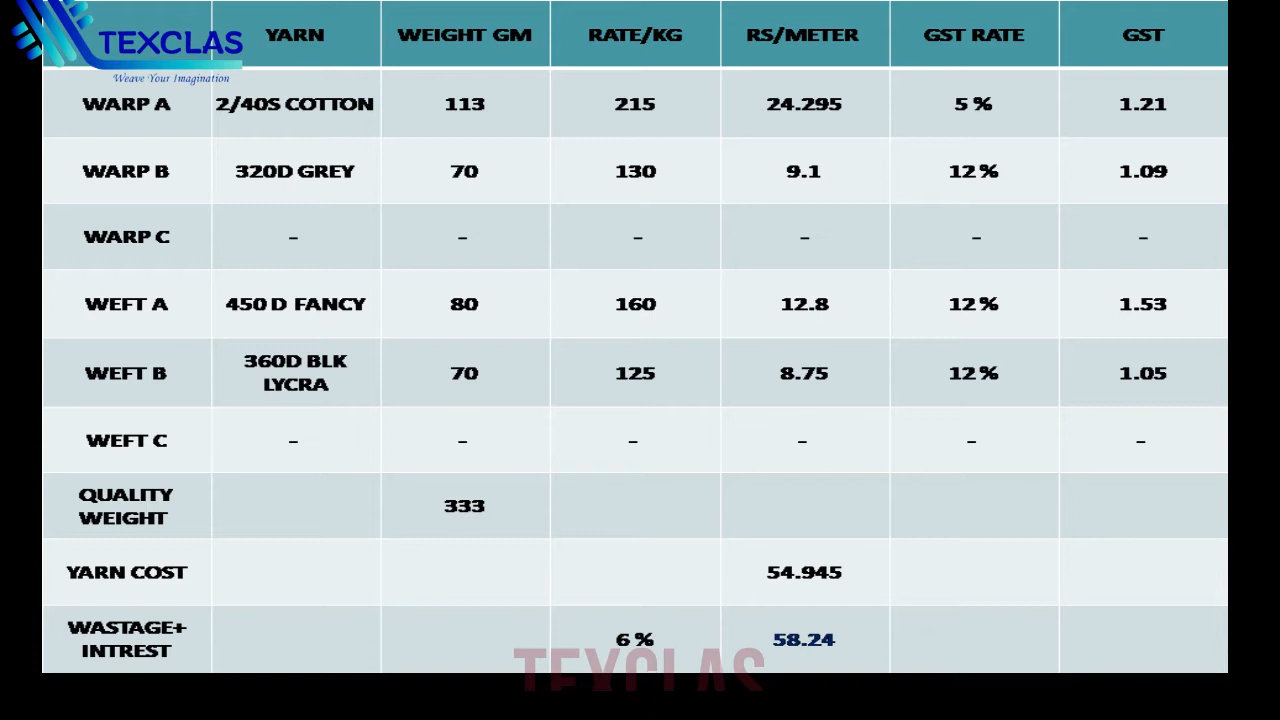 TEXCLAS
Weave Your Imagination
YARN WEIGHT GM RATE/KG RS/METER GST RATE GST
WARP A 2/40S COTTON 113 215 24.295 5 % 1.21
WARP B 320D GREY 70 130 9.1 12 % 1.09
WARP C – – – – – –
WEFT A 450 D FANCY 80 160 12.8 12 % 1.53
WEFT B 360D BLK LYCRA 70 125 8.75 12 % 1.05
WEFT C – – – – – –
QUALITY WEIGHT 333
YARN COST 54.945
WASTAGE+ INTREST 6 % 58.24
TEXCLAS